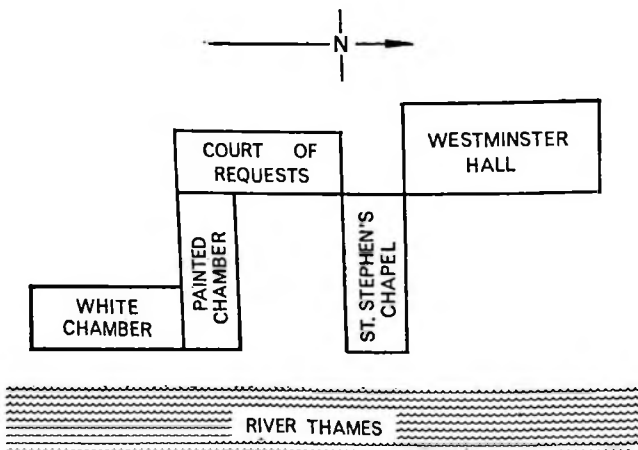 N
COURT OF
REQUESTS
WESTMINSTER
HALL
PAINTED
CHAMBER
ST. STEPHEN'S
CHAPEL
WHITE
CHAMBER
RIVER THAMES